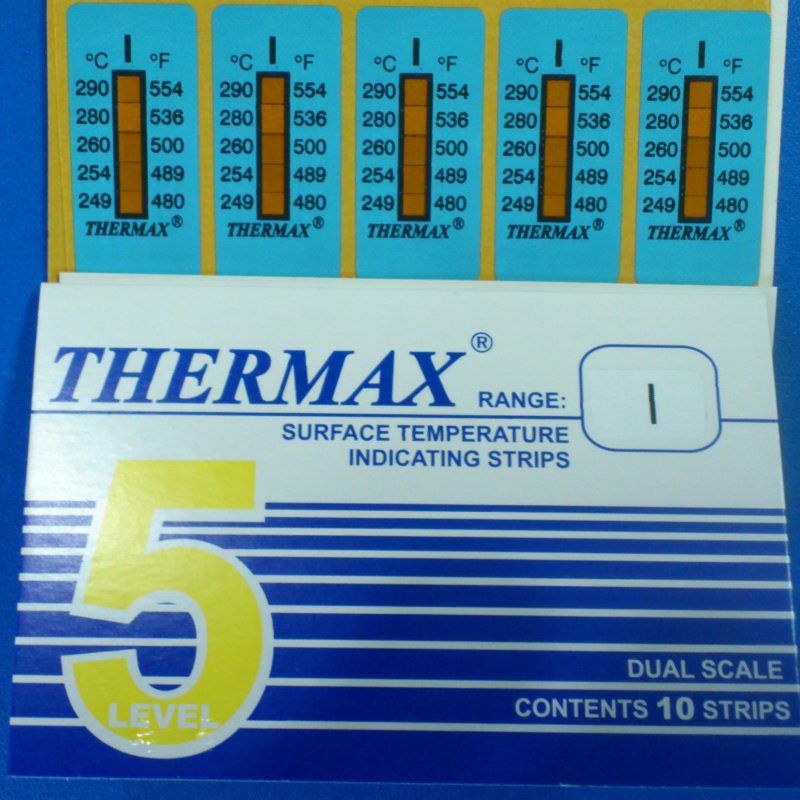 I I I I I
°C °F °C °F °C °F °C °F °C °F
290 554 290 554 290 554 290 554 290 554
280 536 280 536 280 536 280 536 280 536
260 500 260 500 260 500 260 500 260 500
254 489 254 489 254 489 254 489 254 489
249 480 249 480 249 480 249 480 249 480
THERMAX® THERMAX® THERMAX® THERMAX® THERMAX®
THERMAX® RANGE: I
SURFACE TEMPERATURE
INDICATING STRIPS
5
LEVEL
DUAL SCALE
CONTENTS 10 STRIPS